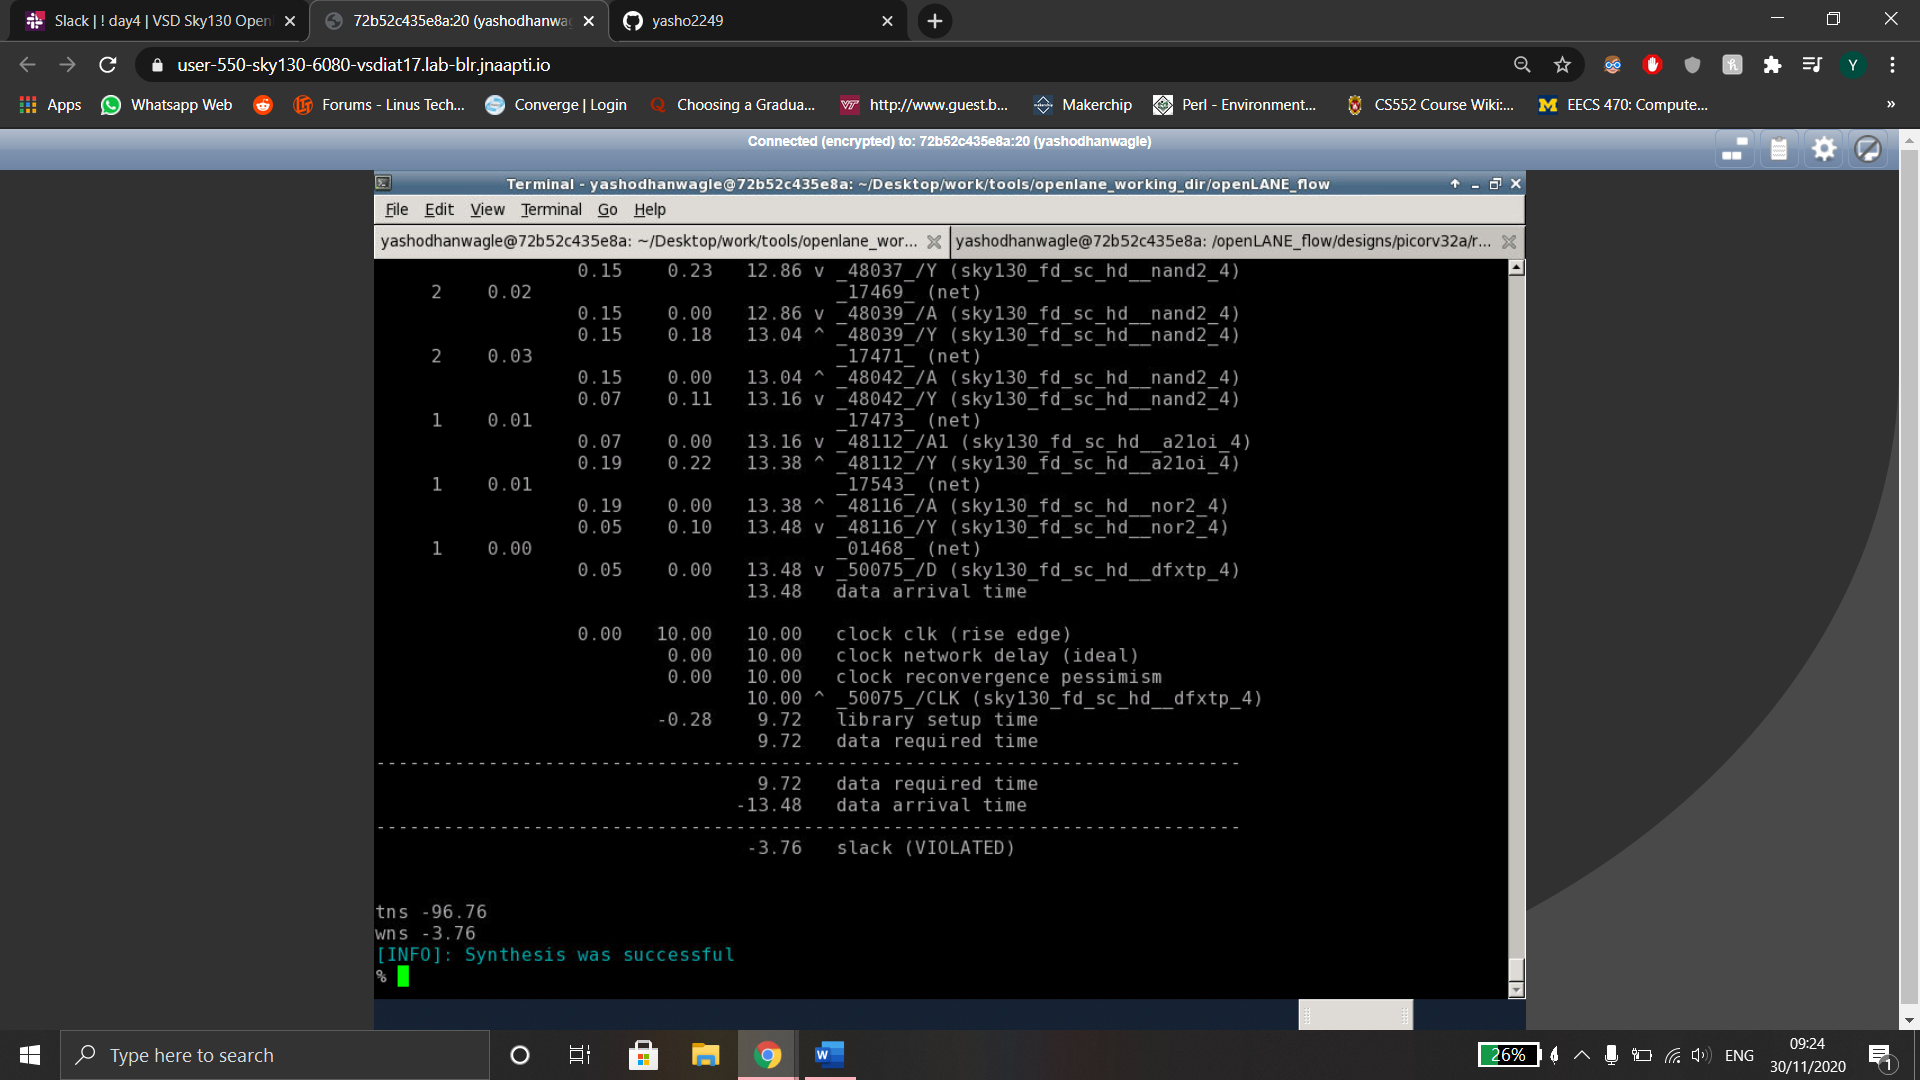 Slack | ! day4 | VSD Sky130 Open
72b52c435e8a:20 (yashodhanwa
yasho2249
user-550-sky130-6080-vsdiat17.lab-blr.jnaapti.io
Y
Apps Whatsapp Web Forums - Linus Tech... Converge | Login Choosing a Gradua... http://www.guest.b... Makerchip Perl - Environment... CS552 Course Wiki:... EECS 470: Compute... »
Connected (encrypted) to: 72b52c435e8a:20 (yashodhanwagle)
Terminal - yashodhanwagle@72b52c435e8a: ~/Desktop/work/tools/openlane_working_dir/openLANE_flow
File Edit View Terminal Go Help
yashodhanwagle@72b52c435e8a: ~/Desktop/work/tools/openlane_wor...
yashodhanwagle@72b52c435e8a: /openLANE_flow/designs/picorv32a/r...
0.15 0.23 12.86 v _48037_/Y (sky130_fd_sc_hd__nand2_4)
2 0.02 _17469_ (net)
0.15 0.00 12.86 v _48039_/A (sky130_fd_sc_hd__nand2_4)
0.15 0.18 13.04 ^ _48039_/Y (sky130_fd_sc_hd__nand2_4)
2 0.03 _17471_ (net)
0.15 0.00 13.04 ^ _48042_/A (sky130_fd_sc_hd__nand2_4)
0.07 0.11 13.16 v _48042_/Y (sky130_fd_sc_hd__nand2_4)
1 0.01 _17473_ (net)
0.07 0.00 13.16 v _48112_/A1 (sky130_fd_sc_hd__a21oi_4)
0.19 0.22 13.38 ^ _48112_/Y (sky130_fd_sc_hd__a21oi_4)
1 0.01 _17543_ (net)
0.19 0.00 13.38 ^ _48116_/A (sky130_fd_sc_hd__nor2_4)
0.05 0.10 13.48 v _48116_/Y (sky130_fd_sc_hd__nor2_4)
1 0.00 _01468_ (net)
0.05 0.00 13.48 v _50075_/D (sky130_fd_sc_hd__dfxtp_4)
13.48 data arrival time
0.00 10.00 10.00 clock clk (rise edge)
0.00 10.00 clock network delay (ideal)
0.00 10.00 clock reconvergence pessimism
10.00 ^ _50075_/CLK (sky130_fd_sc_hd__dfxtp_4)
-0.28 9.72 library setup time
9.72 data required time
-----------------------------------------------------------------------------
9.72 data required time
-13.48 data arrival time
-----------------------------------------------------------------------------
-3.76 slack (VIOLATED)
tns -96.76
wns -3.76
[INFO]: Synthesis was successful
%
Type here to search
26%
ENG
09:24
30/11/2020
1